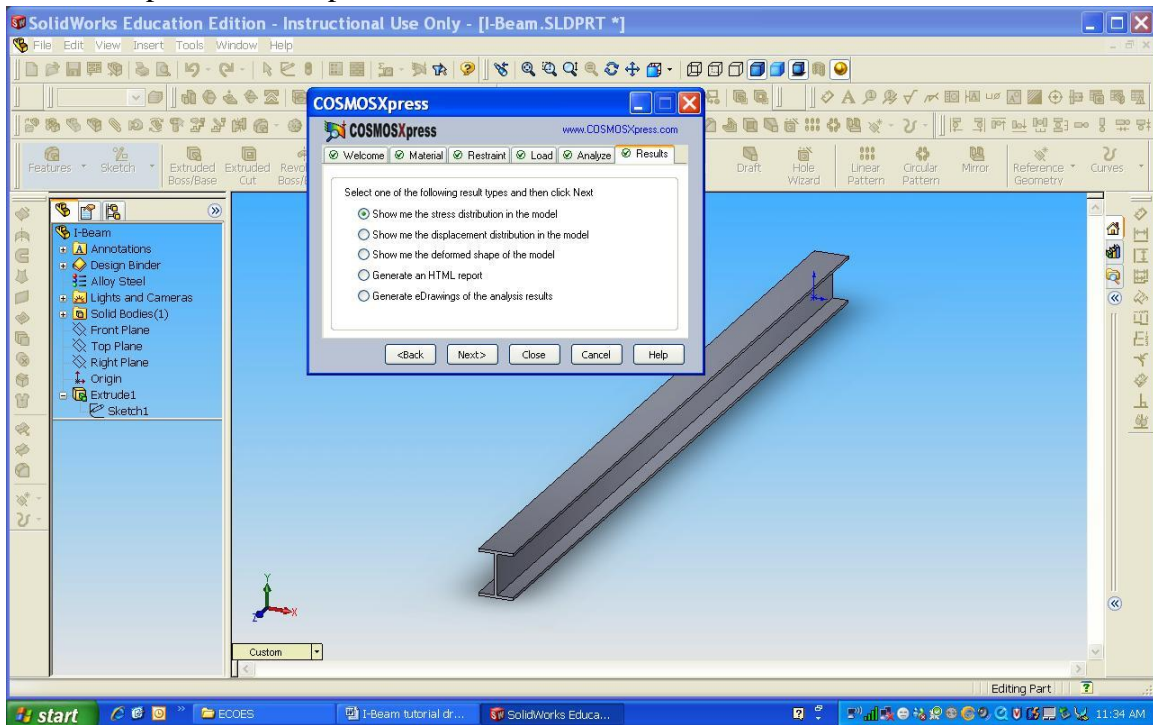 SolidWorks Education Edition - Instructional Use Only - [I-Beam.SLDPRT *]
File Edit View Insert Tools Window Help
COSMOSXpress
COSMOSXpress www.COSMOSXpress.com
Welcome Material Restraint Load Analyze Results
Select one of the following result types and then click Next
Show me the stress distribution in the model
Show me the displacement distribution in the model
Show me the deformed shape of the model
Generate an HTML report
Generate eDrawings of the analysis results
<Back Next> Close Cancel Help
Features Sketch Extruded Boss/Base Extruded Cut Draft Hole Wizard Linear Pattern Circular Pattern Mirror Reference Geometry Curves
I-Beam
Annotations
Design Binder
Alloy Steel
Lights and Cameras
Solid Bodies(1)
Front Plane
Top Plane
Right Plane
Origin
Extrude1
Sketch1
Y
X
Z
Custom
Editing Part
start ECOES I-Beam tutorial dr... SolidWorks Educa... 11:34 AM